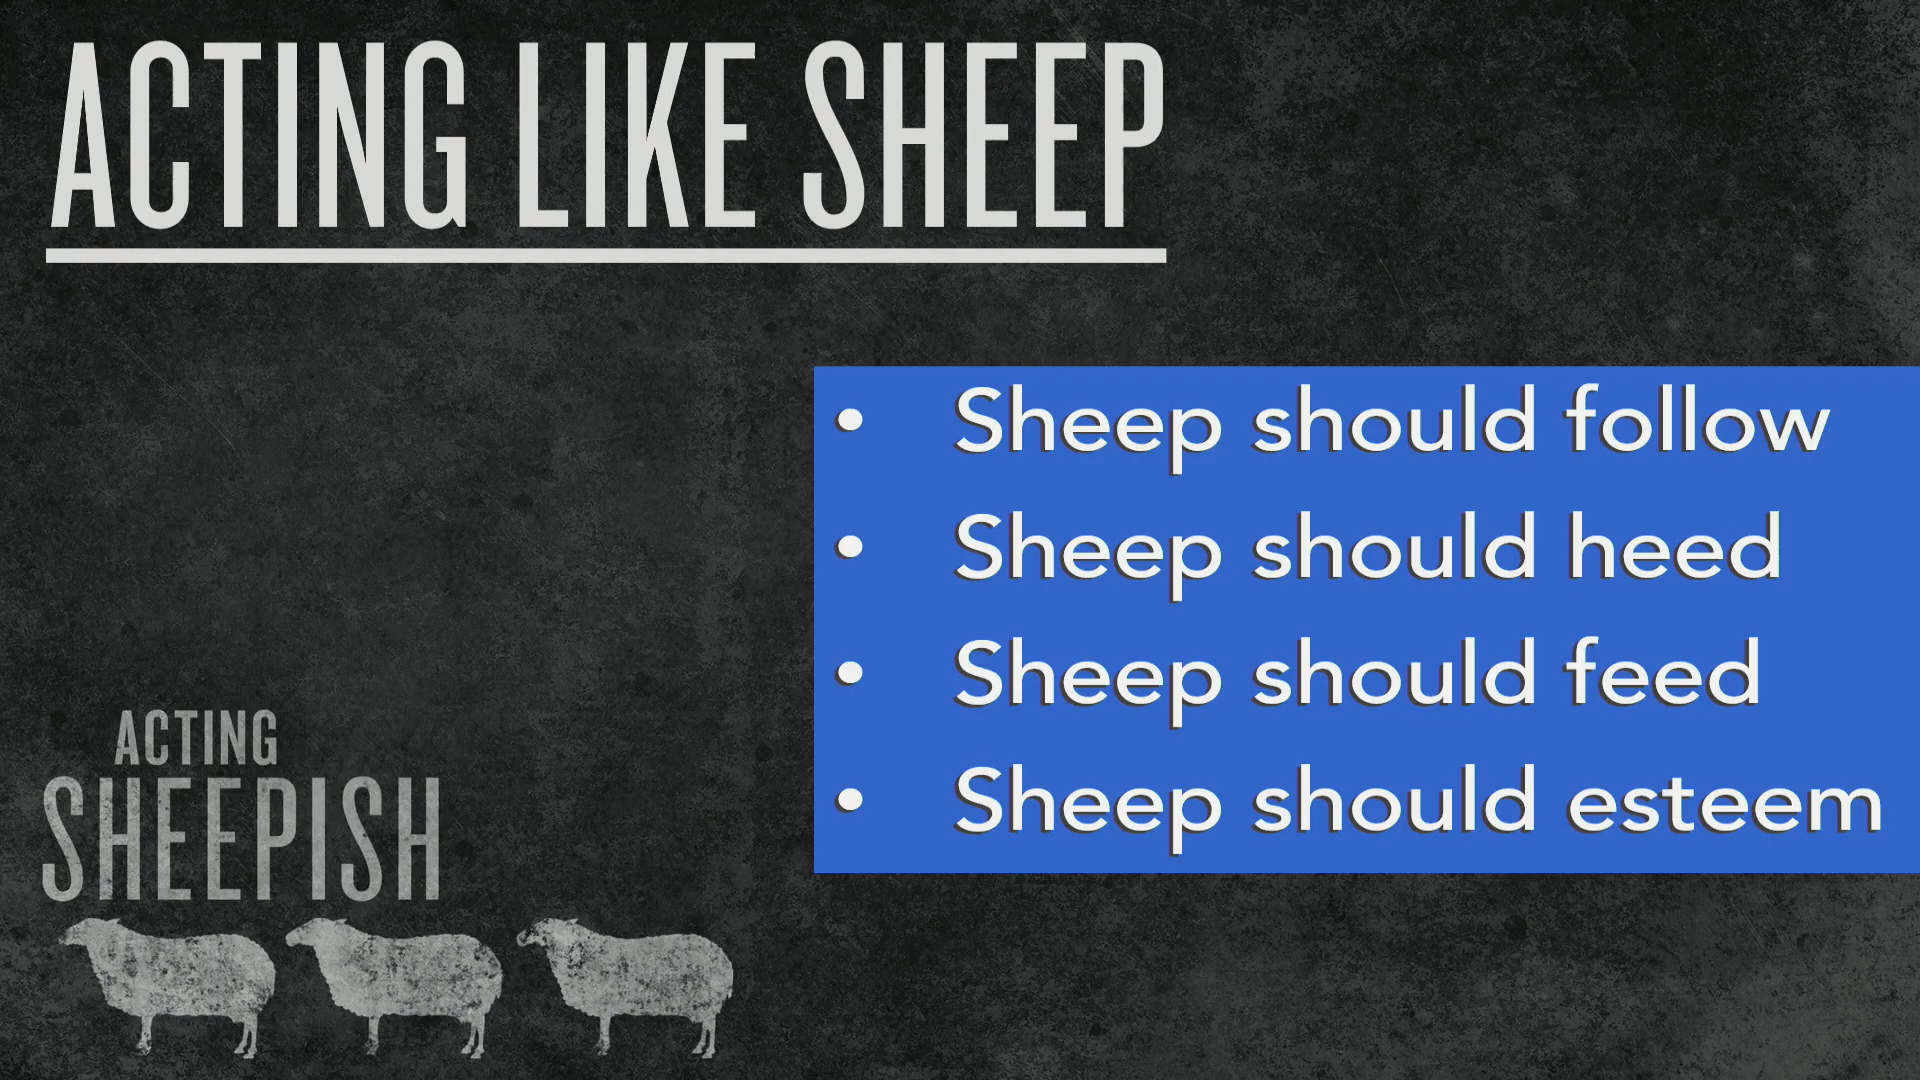 ACTING LIKE SHEEP
• Sheep should follow
• Sheep should heed
• Sheep should feed
• Sheep should esteem
ACTING
SHEEPISH